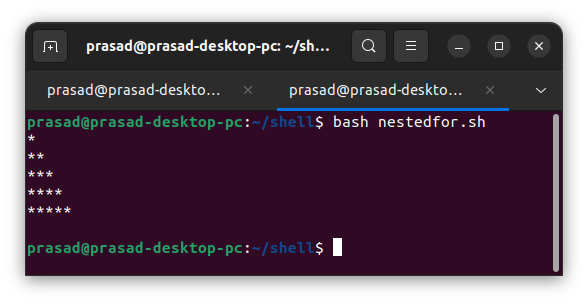 prasad@prasad-desktop-pc: ~/sh...
prasad@prasad-deskto... prasad@prasad-deskto...
prasad@prasad-desktop-pc:~/shell$ bash nestedfor.sh
*
**
***
****
*****
prasad@prasad-desktop-pc:~/shell$